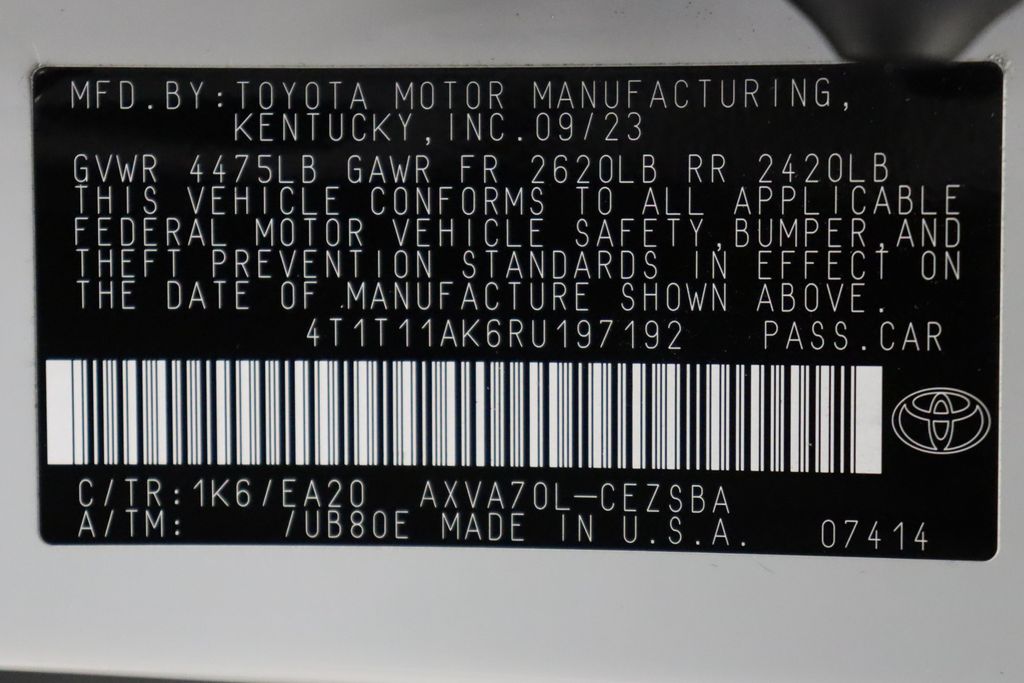 MFD.BY:TOYOTA MOTOR MANUFACTURING,
KENTUCKY,INC.09/23
GVWR 4475LB GAWR FR 2620LB RR 2420LB
THIS VEHICLE CONFORMS TO ALL APPLICABLE
FEDERAL MOTOR VEHICLE SAFETY,BUMPER,AND
THEFT PREVENTION STANDARDS IN EFFECT ON
THE DATE OF MANUFACTURE SHOWN ABOVE.
4T1T11AK6RU197192 PASS.CAR
C/TR:1K6/EA20 AXVA70L-CEZSBA
A/TM: /UB80E MADE IN U.S.A. 07414